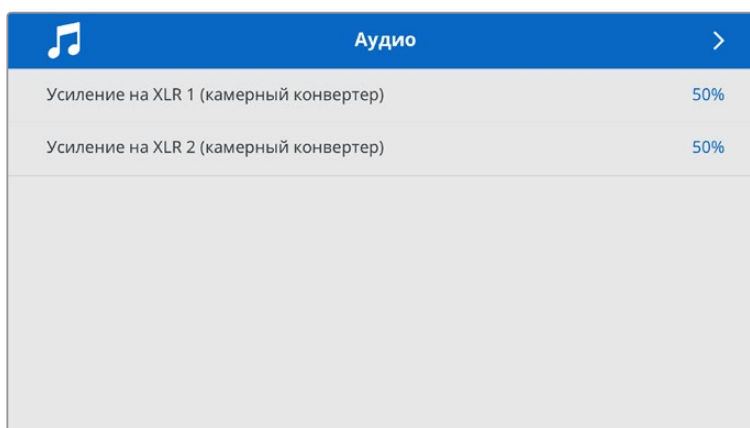 Аудио
Усиление на XLR 1 (камерный конвертер) 50%
Усиление на XLR 2 (камерный конвертер) 50%